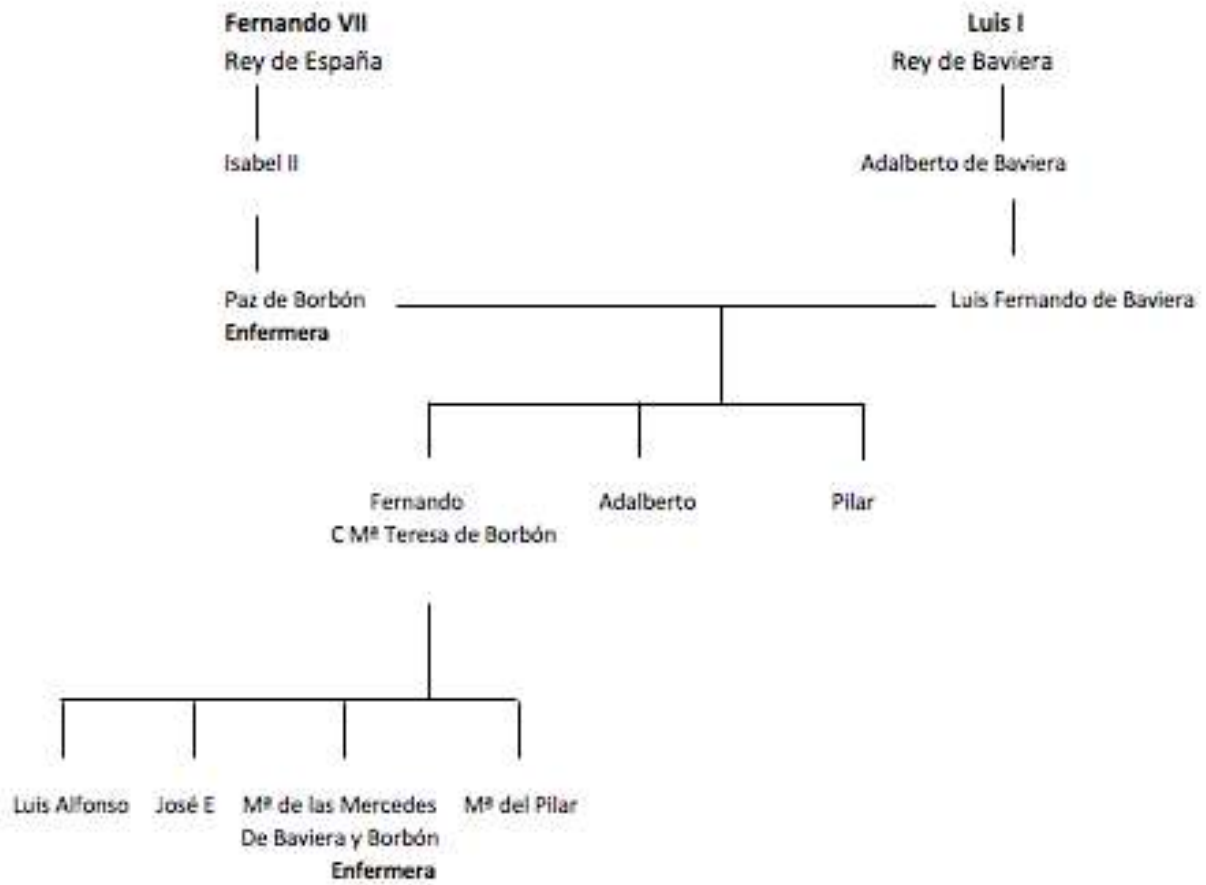 Fernando VII
Rey de España
Luis I
Rey de Baviera
Isabel II
Adalberto de Baviera
Paz de Borbón
Enfermera
Luis Fernando de Baviera
Fernando
C Mª Teresa de Borbón
Adalberto
Pilar
Luis Alfonso
José E
Mª de las Mercedes
De Baviera y Borbón
Enfermera
Mª del Pilar